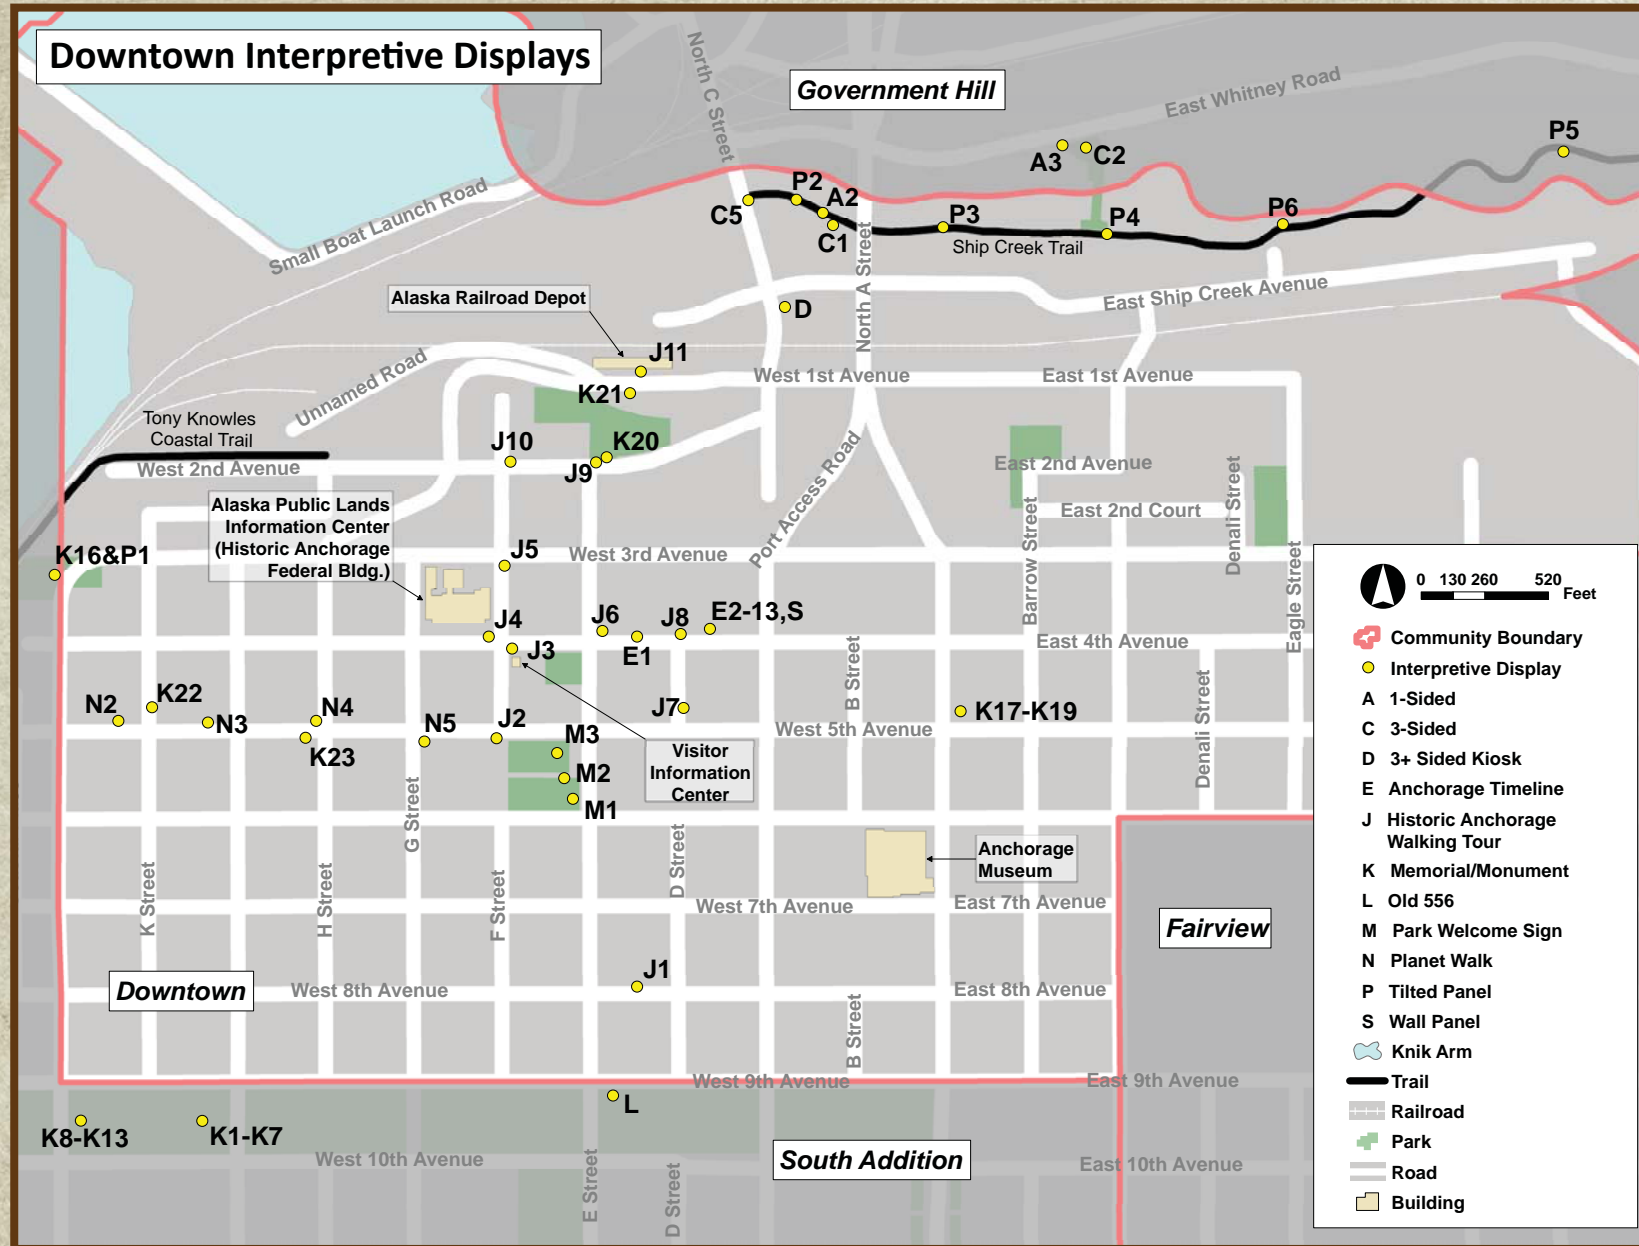 Downtown Interpretive Displays
Government Hill
North C Street
East Whitney Road
P5
A3
C2
P2
A2
C5
C1
P3
P4
P6
Ship Creek Trail
Small Boat Launch Road
North A Street
East Ship Creek Avenue
Alaska Railroad Depot
D
J11
Unnamed Road
West 1st Avenue
East 1st Avenue
K21
Tony Knowles
Coastal Trail
J10
K20
J9
West 2nd Avenue
East 2nd Avenue
Port Access Road
Denali Street
Alaska Public Lands
Information Center
(Historic Anchorage
Federal Bldg.)
East 2nd Court
Barrow Street
K16&P1
J5
West 3rd Avenue
Eagle Street
J4
J6
J8
E2-13,S
J3
E1
B Street
East 4th Avenue
N2
K22
N3
N4
K23
N5
J2
J7
K17-K19
M3
M2
M1
West 5th Avenue
Denali Street
Visitor
Information
Center
G Street
Anchorage
Museum
K Street
H Street
F Street
D Street
West 7th Avenue
East 7th Avenue
Fairview
J1
Downtown
West 8th Avenue
East 8th Avenue
B Street
West 9th Avenue
East 9th Avenue
L
K8-K13
K1-K7
West 10th Avenue
E Street
D Street
South Addition
East 10th Avenue
0 130 260 520 Feet
Community Boundary
Interpretive Display
A 1-Sided
C 3-Sided
D 3+ Sided Kiosk
E Anchorage Timeline
J Historic Anchorage
Walking Tour
K Memorial/Monument
L Old 556
M Park Welcome Sign
N Planet Walk
P Tilted Panel
S Wall Panel
Knik Arm
Trail
Railroad
Park
Road
Building